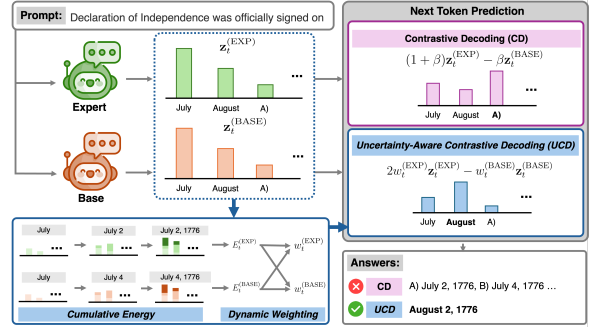 Prompt: Declaration of Independence was officially signed on
Expert
Base
z_t^(EXP)
July August A) ...
z_t^(BASE)
July August A) ...
Next Token Prediction
Contrastive Decoding (CD)
(1 + β)z_t^(EXP) − βz_t^(BASE)
July August A) ...
Uncertainty-Aware Contrastive Decoding (UCD)
2w_t^(EXP)z_t^(EXP) − w_t^(BASE)z_t^(BASE)
July August A) ...
July July 2 July 2, 1776
... ... ...
E_t^(EXP) w_t^(EXP)
July July 4 July 4, 1776
... ... ...
E_t^(BASE) w_t^(BASE)
Cumulative Energy Dynamic Weighting
Answers:
CD A) July 2, 1776, B) July 4, 1776 ...
UCD August 2, 1776